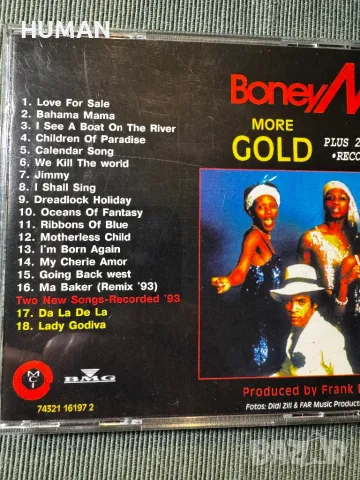 HUMAN
Boney M
MORE
GOLD
PLUS 2
•RECO
1. Love For Sale
2. Bahama Mama
3. I See A Boat On The River
4. Children Of Paradise
5. Calendar Song
6. We Kill The world
7. Jimmy
8. I Shall Sing
9. Dreadlock Holiday
10. Oceans Of Fantasy
11. Ribbons Of Blue
12. Motherless Child
13. I'm Born Again
14. My Cherie Amor
15. Going Back west
16. Ma Baker (Remix '93)
Two New Songs-Recorded '93
17. Da La De La
18. Lady Godiva
MCI
BMG
74321 16197 2
Produced by Frank
Fotos: Didi Zill & FAR Music Produc
BAZAR